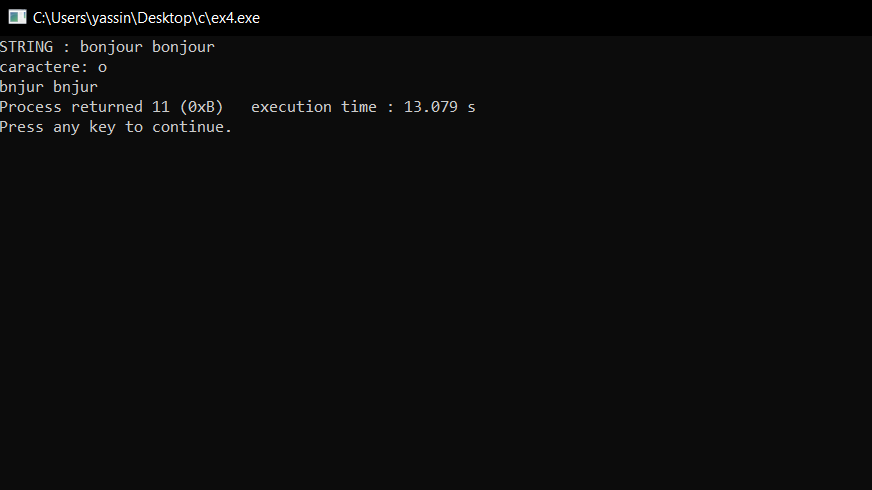 C:\Users\yassin\Desktop\c\ex4.exe
STRING : bonjour bonjour
caractere: o
bnjur bnjur
Process returned 11 (0xB)   execution time : 13.079 s
Press any key to continue.